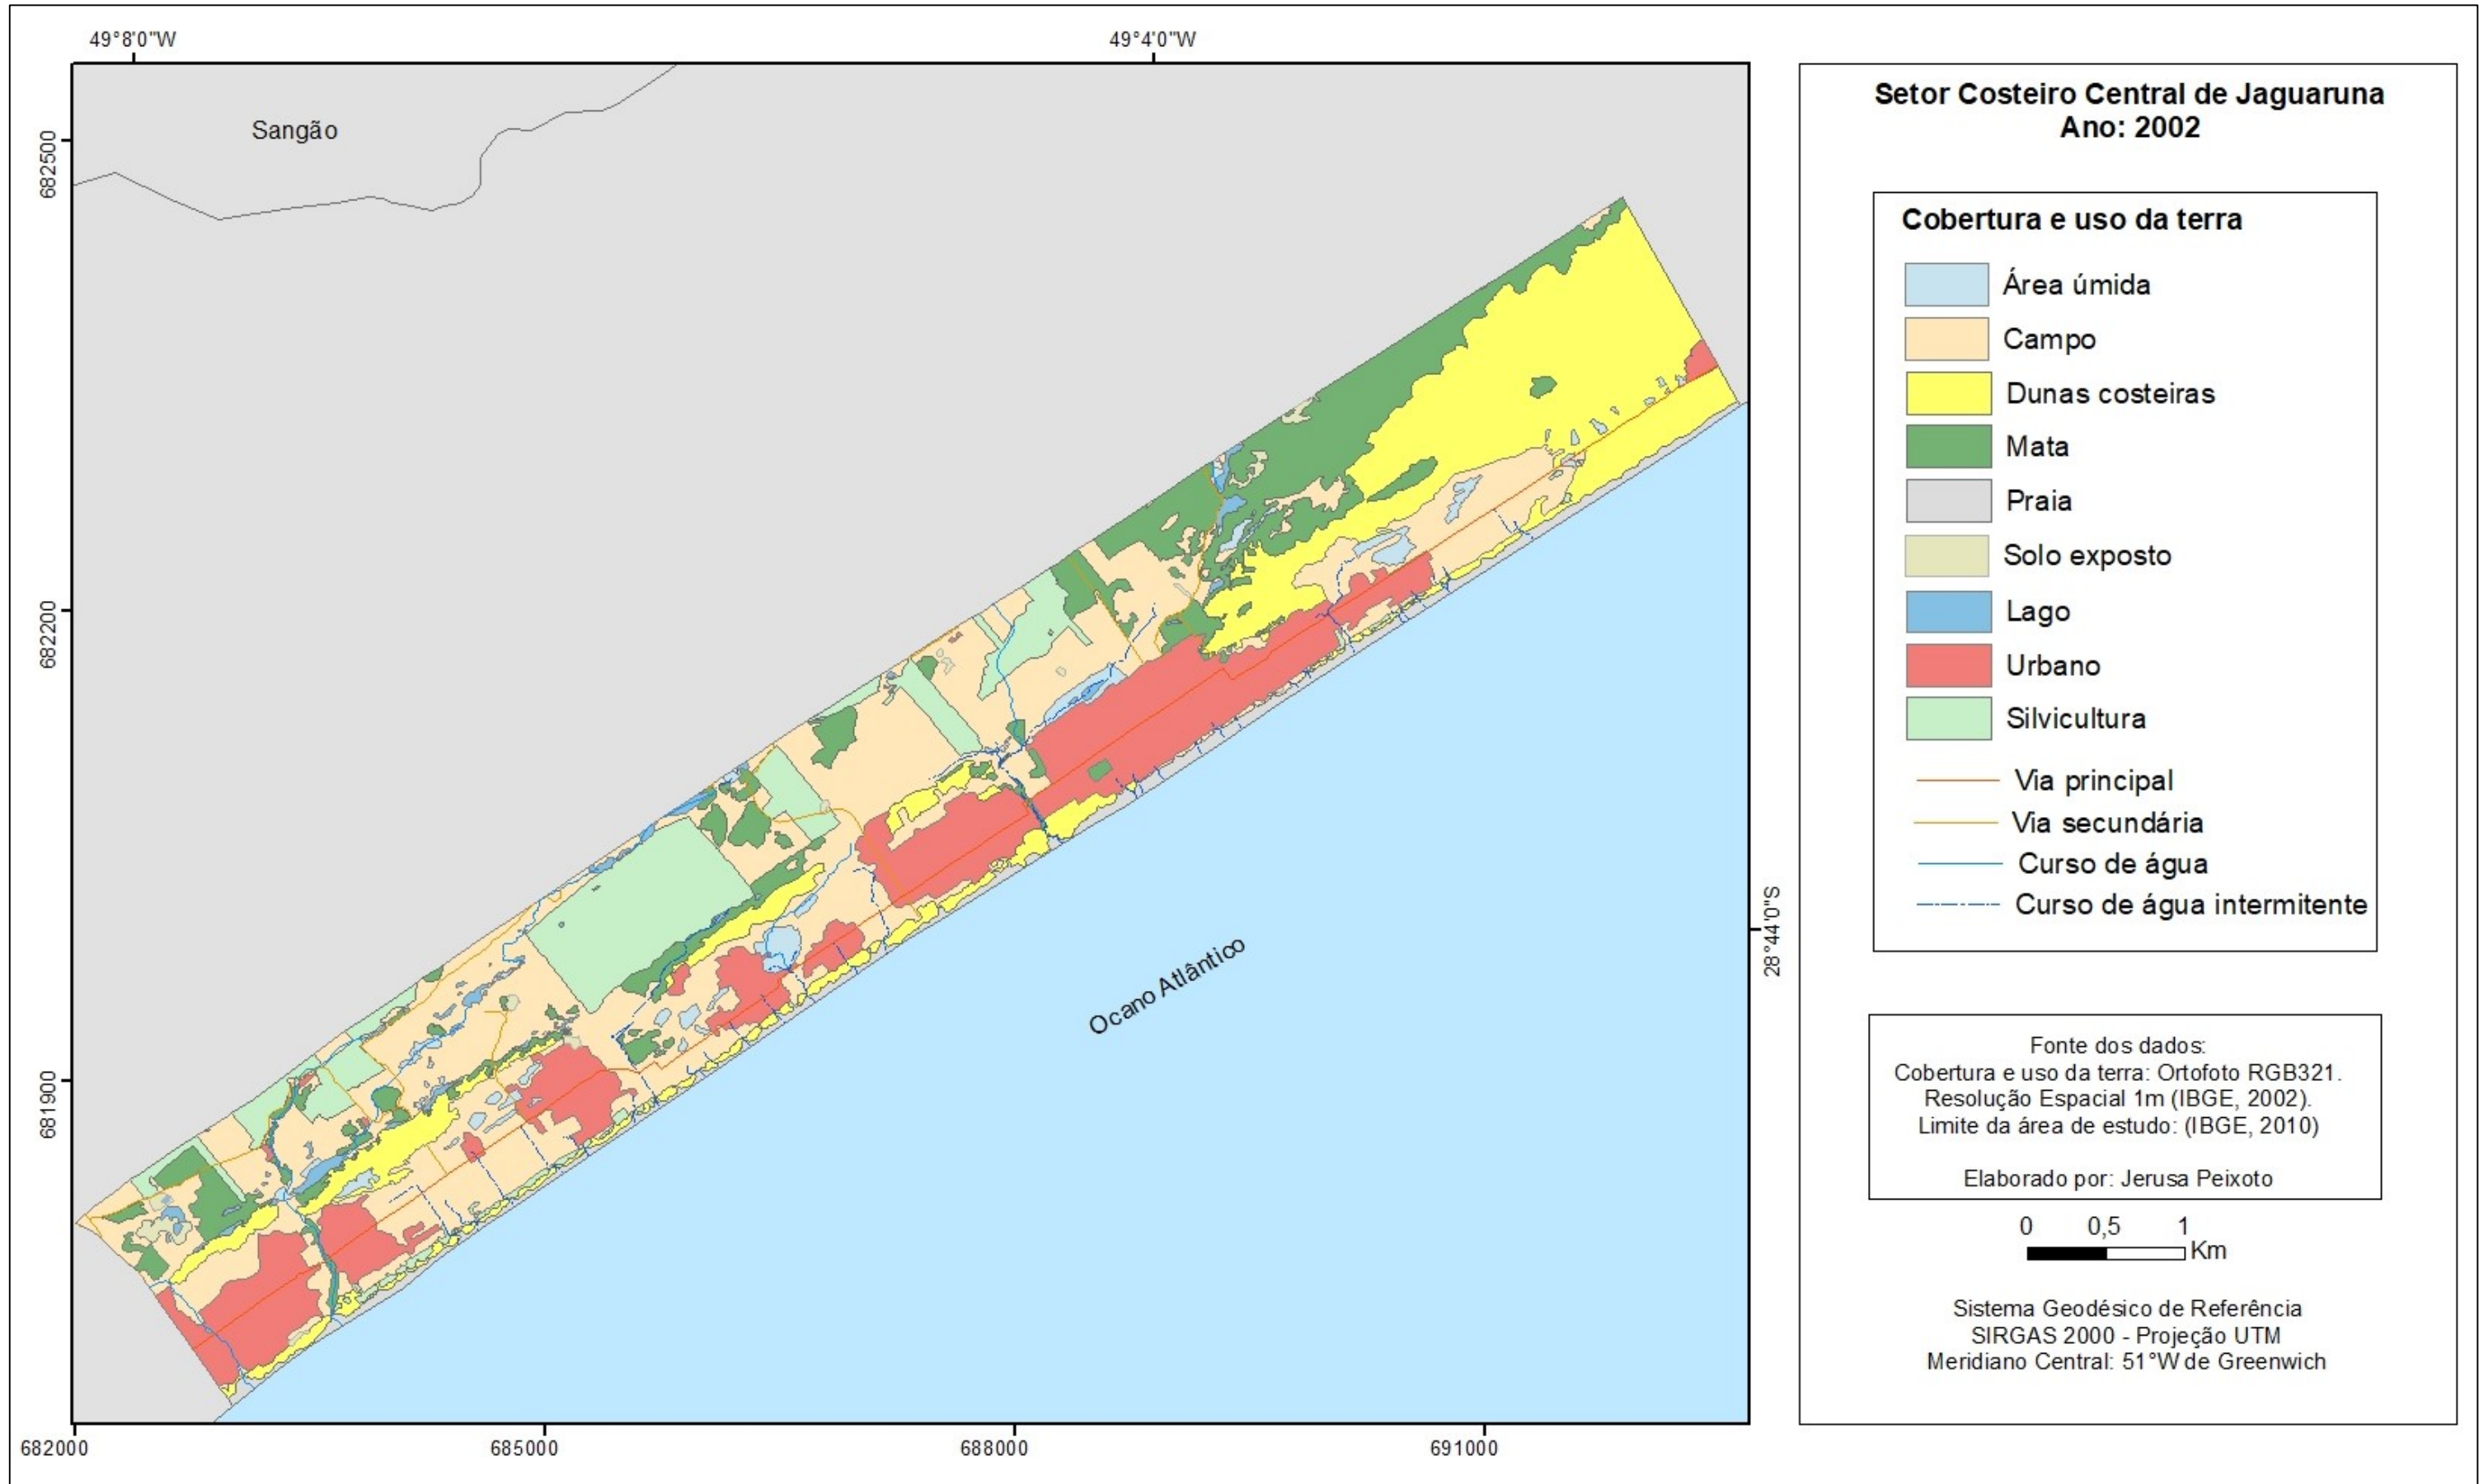 49°8'0"W
49°4'0"W
Sangão
682500
682200
681900
28°44'0"S
Ocano Atlântico
682000
685000
688000
691000
Setor Costeiro Central de Jaguaruna
Ano: 2002
Cobertura e uso da terra
Área úmida
Campo
Dunas costeiras
Mata
Praia
Solo exposto
Lago
Urbano
Silvicultura
Via principal
Via secundária
Curso de água
Curso de água intermitente
Fonte dos dados:
Cobertura e uso da terra: Ortofoto RGB321.
Resolução Espacial 1m (IBGE, 2002).
Limite da área de estudo: (IBGE, 2010)
Elaborado por: Jerusa Peixoto
0 0,5 1
Km
Sistema Geodésico de Referência
SIRGAS 2000 - Projeção UTM
Meridiano Central: 51°W de Greenwich